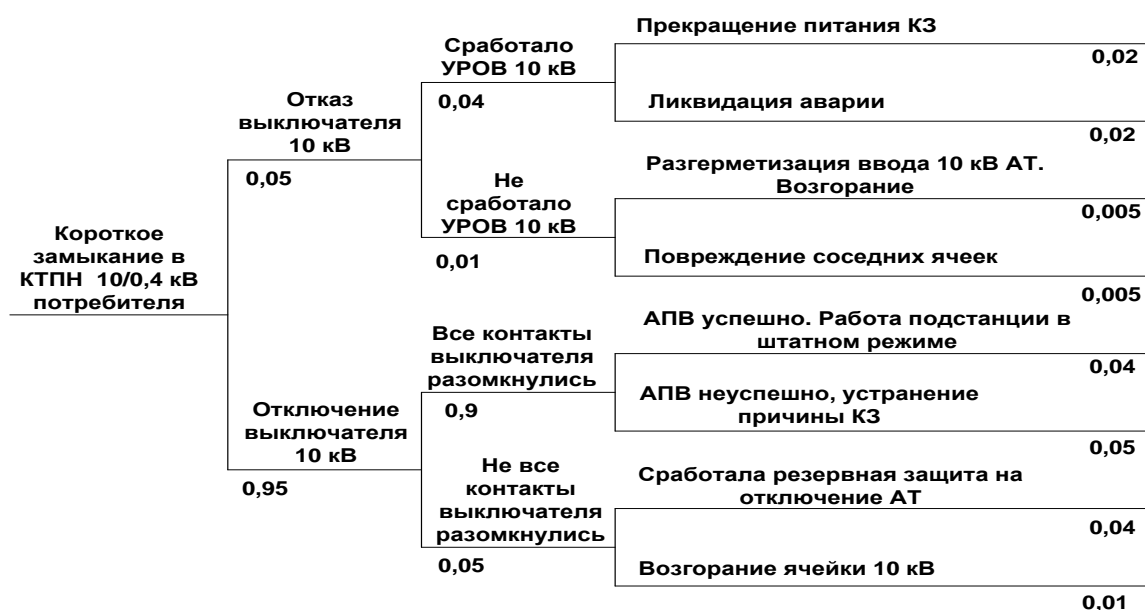 Короткое
замыкание в
КТПН 10/0,4 кВ
потребителя
Отказ
выключателя
10 кВ
0,05
Сработало
УРОВ 10 кВ
0,04
Прекращение питания КЗ
0,02
Ликвидация аварии
0,02
Не
сработало
УРОВ 10 кВ
0,01
Разгерметизация ввода 10 кВ АТ.
Возгорание
0,005
Повреждение соседних ячеек
0,005
Отключение
выключателя
10 кВ
0,95
Все контакты
выключателя
разомкнулись
0,9
АПВ успешно. Работа подстанции в
штатном режиме
0,04
АПВ неуспешно, устранение
причины КЗ
0,05
Не все
контакты
выключателя
разомкнулись
0,05
Сработала резервная защита на
отключение АТ
0,04
Возгорание ячейки 10 кВ
0,01